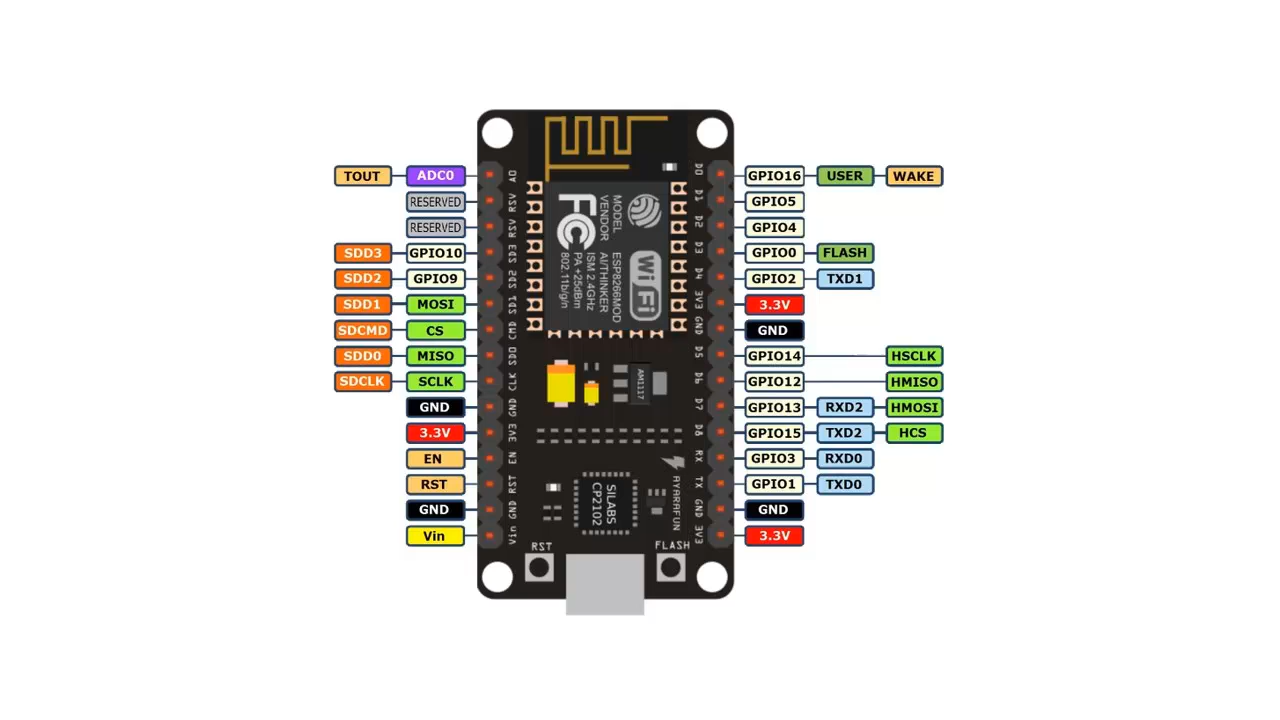 TOUT ADC0 A0 D0 GPIO16 USER WAKE
RESERVED RSV D1 GPIO5
RESERVED RSV D2 GPIO4
SDD3 GPIO10 SD3 D3 GPIO0 FLASH
SDD2 GPIO9 SD2 D4 GPIO2 TXD1
SDD1 MOSI SD1 3V3 3.3V
SDCMD CS CMD GND GND
SDD0 MISO SD0 D5 GPIO14 HSCLK
SDCLK SCLK CLK D6 GPIO12 HMISO
GND GND D7 GPIO13 RXD2 HMOSI
3.3V 3V3 D8 GPIO15 TXD2 HCS
EN EN RX GPIO3 RXD0
RST RST TX GPIO1 TXD0
GND GND GND GND
Vin Vin 3V3 3.3V
MODEL ESP8266MOD
VENDOR AI/THINKER
ISM 2.4GHz
PA +25dBm
802.11b/g/n
FC
Wi Fi
AM1117
SILABS
CP2102
AYARAFUN
RST
FLASH